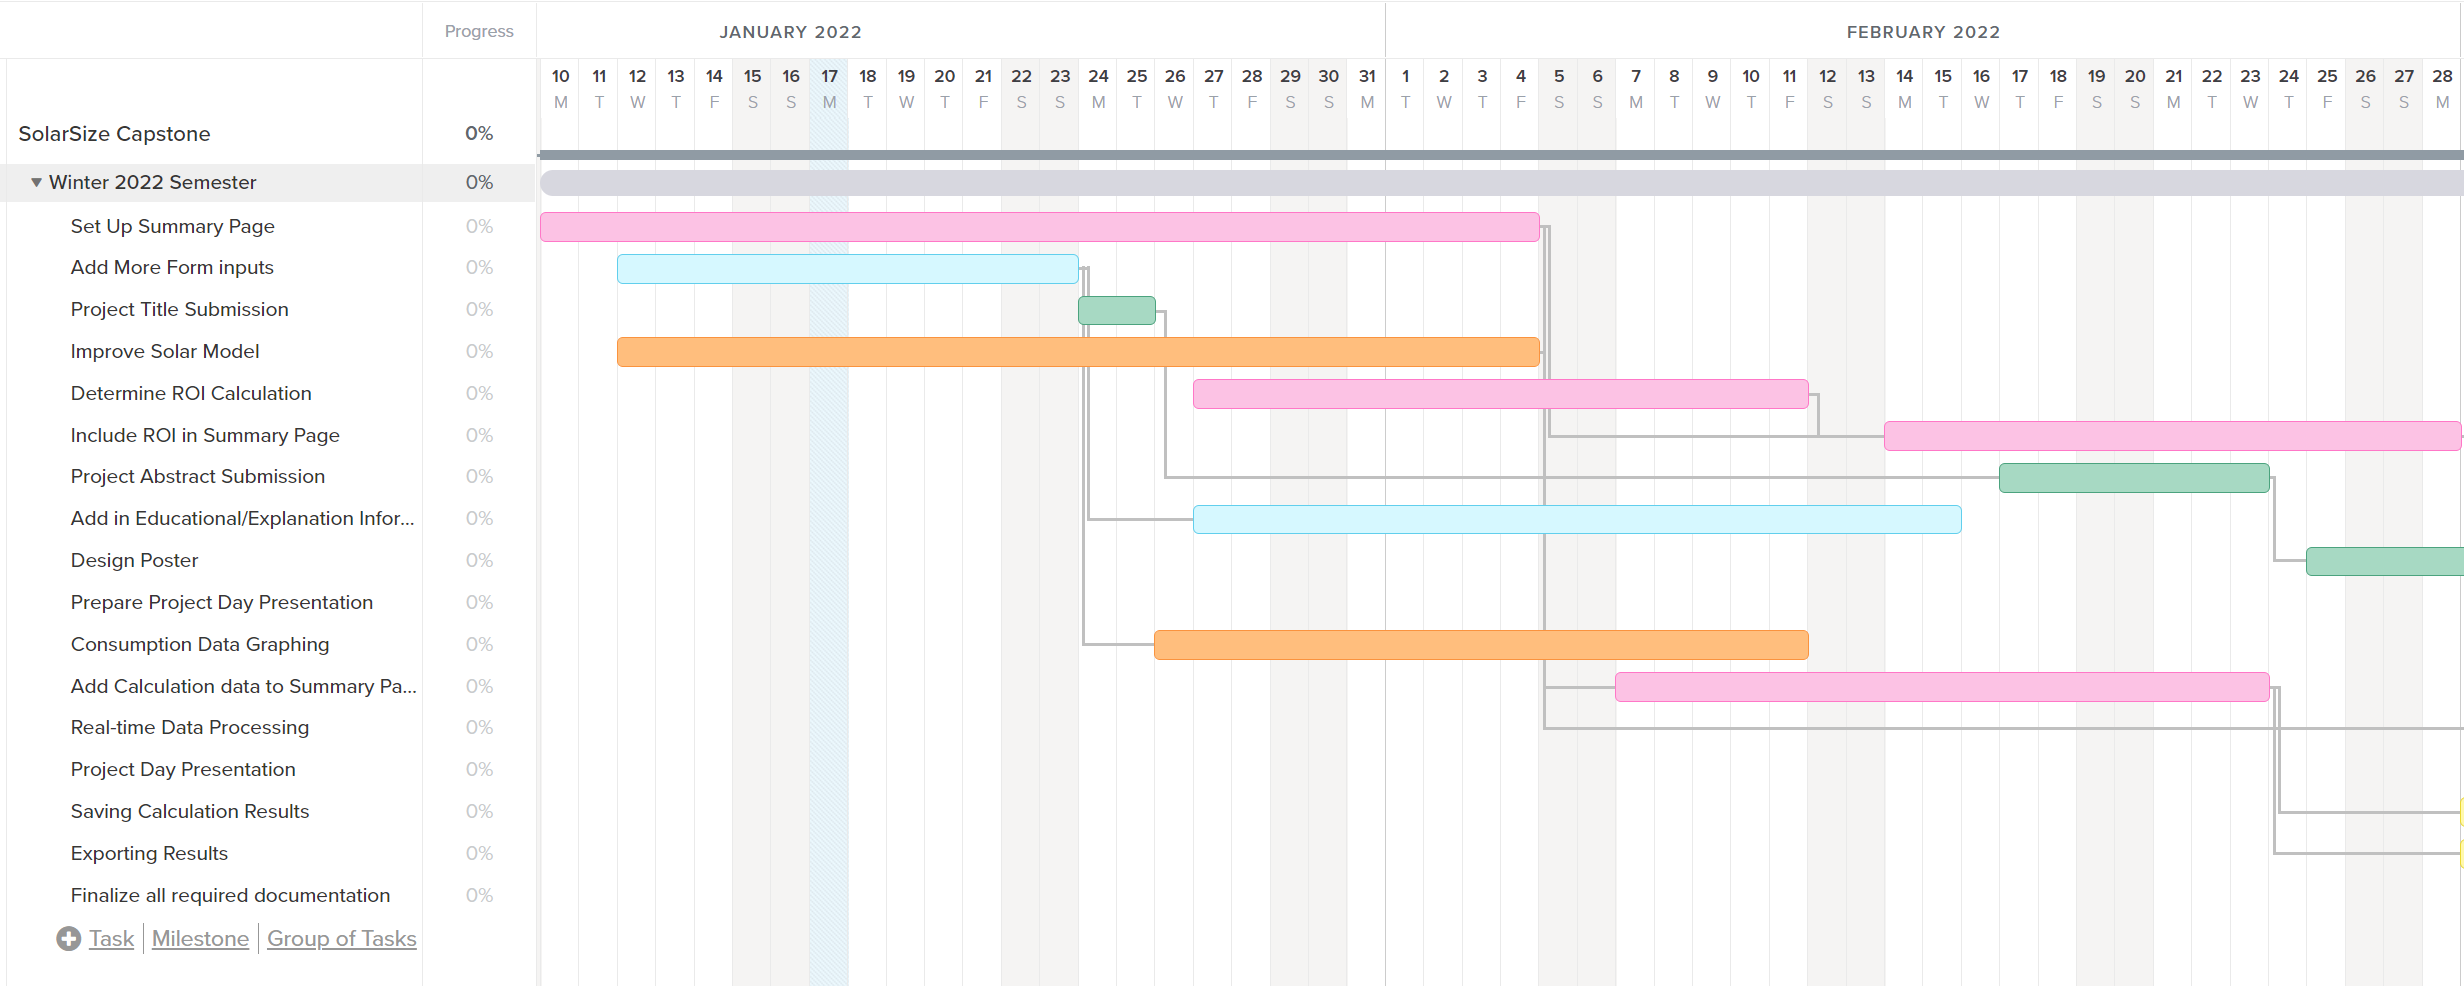 Progress
JANUARY 2022
FEBRUARY 2022
10 11 12 13 14 15 16 17 18 19 20 21 22 23 24 25 26 27 28 29 30 31 1 2 3 4 5 6 7 8 9 10 11 12 13 14 15 16 17 18 19 20 21 22 23 24 25 26 27 28
M T W T F S S M T W T F S S M T W T F S S M T W T F S S M T W T F S S M T W T F S S M T W T F S S M
SolarSize Capstone 0%
Winter 2022 Semester 0%
Set Up Summary Page 0%
Add More Form inputs 0%
Project Title Submission 0%
Improve Solar Model 0%
Determine ROI Calculation 0%
Include ROI in Summary Page 0%
Project Abstract Submission 0%
Add in Educational/Explanation Infor... 0%
Design Poster 0%
Prepare Project Day Presentation 0%
Consumption Data Graphing 0%
Add Calculation data to Summary Pa... 0%
Real-time Data Processing 0%
Project Day Presentation 0%
Saving Calculation Results 0%
Exporting Results 0%
Finalize all required documentation 0%
Task Milestone Group of Tasks